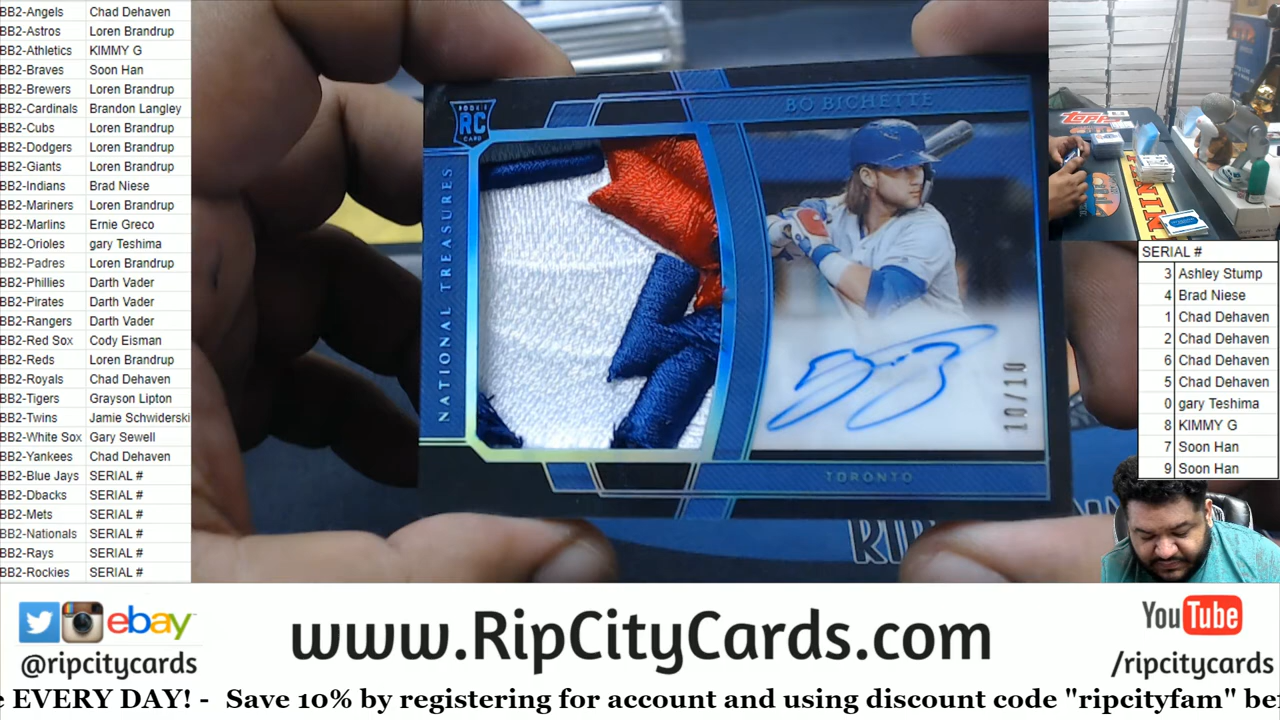 BB2-Angels Chad Dehaven
BB2-Astros Loren Brandrup
BB2-Athletics KIMMY G
BB2-Braves Soon Han
BB2-Brewers Loren Brandrup
BB2-Cardinals Brandon Langley
BB2-Cubs Loren Brandrup
BB2-Dodgers Loren Brandrup
BB2-Giants Loren Brandrup
BB2-Indians Brad Niese
BB2-Mariners Loren Brandrup
BB2-Marlins Ernie Greco
BB2-Orioles gary Teshima
BB2-Padres Loren Brandrup
BB2-Phillies Darth Vader
BB2-Pirates Darth Vader
BB2-Rangers Darth Vader
BB2-Red Sox Cody Eisman
BB2-Reds Loren Brandrup
BB2-Royals Chad Dehaven
BB2-Tigers Grayson Lipton
BB2-Twins Jamie Schwiderski
BB2-White Sox Gary Sewell
BB2-Yankees Chad Dehaven
BB2-Blue Jays SERIAL #
BB2-Dbacks SERIAL #
BB2-Mets SERIAL #
BB2-Nationals SERIAL #
BB2-Rays SERIAL #
BB2-Rockies SERIAL #
ROOKIE
RC
CARD
NATIONAL TREASURES
BO BICHETTE
10/10
TORONTO
Topps
SERIAL #
3 Ashley Stump
4 Brad Niese
1 Chad Dehaven
2 Chad Dehaven
6 Chad Dehaven
5 Chad Dehaven
0 gary Teshima
8 KIMMY G
7 Soon Han
9 Soon Han
ebay
@ripcitycards
www.RipCityCards.com
YouTube
/ripcitycards
e EVERY DAY! - Save 10% by registering for account and using discount code "ripcityfam" be